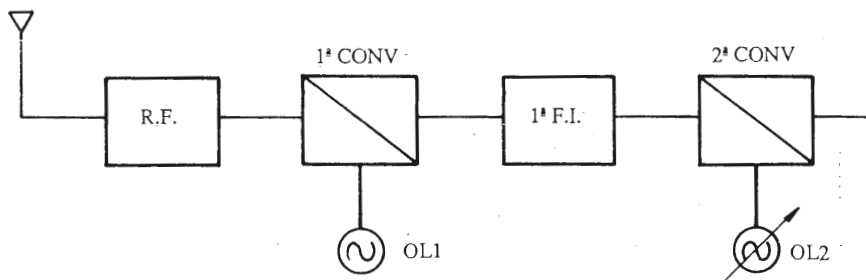 1ª CONV
2ª CONV
R.F.
1ª F.I.
OL1
OL2